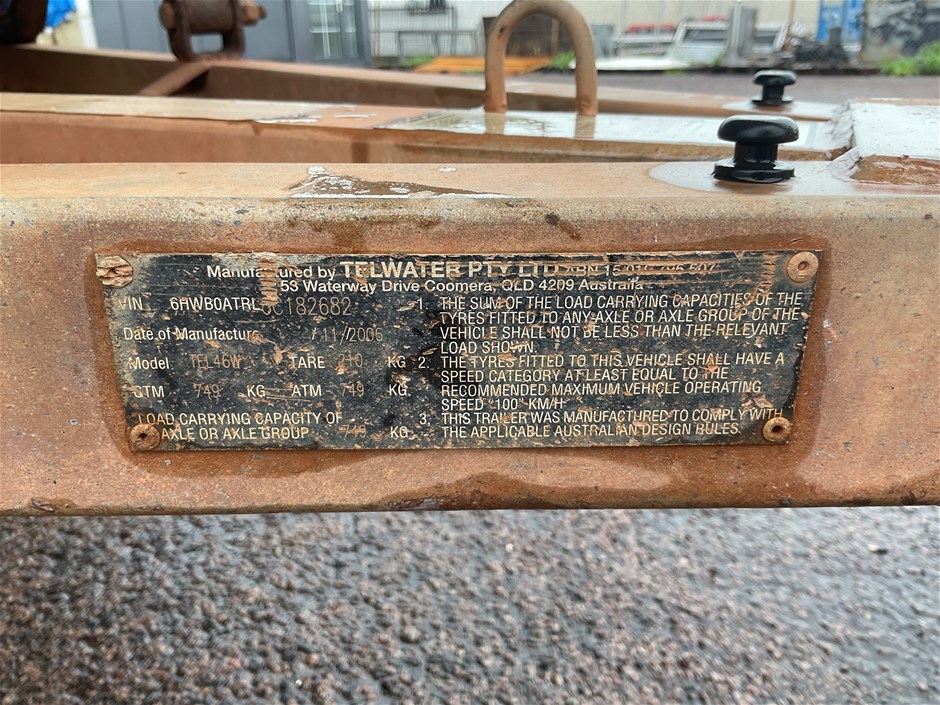 Manufactured by TELWATER PTY LTD ABN
53 Waterway Drive Coomera, QLD 4209 Australia
VIN 6HWB0ATRL6C182682
Date of Manufacture /11/2006
Model TEL46W TARE 210 KG
GTM 749 KG ATM 749 KG
LOAD CARRYING CAPACITY OF
AXLE OR AXLE GROUP 749 KG
1. THE SUM OF THE LOAD CARRYING CAPACITIES OF THE
TYRES FITTED TO ANY AXLE OR AXLE GROUP OF THE
VEHICLE SHALL NOT BE LESS THAN THE RELEVANT
LOAD SHOWN.
2. THE TYRES FITTED TO THIS VEHICLE SHALL HAVE A
SPEED CATEGORY AT LEAST EQUAL TO THE
RECOMMENDED MAXIMUM VEHICLE OPERATING
SPEED "100" KM/H
3. THIS TRAILER WAS MANUFACTURED TO COMPLY WITH
THE APPLICABLE AUSTRALIAN DESIGN RULES.